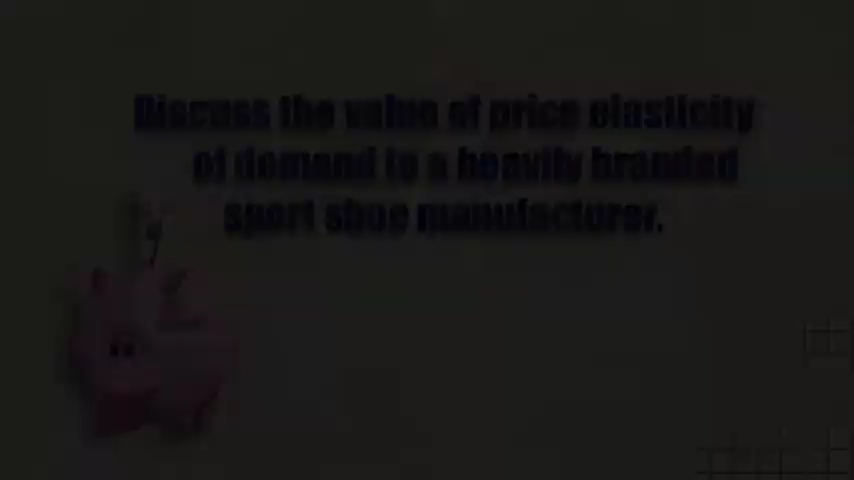 Discuss the value of price elasticity
of demand to a heavily branded
sport shoe manufacturer.